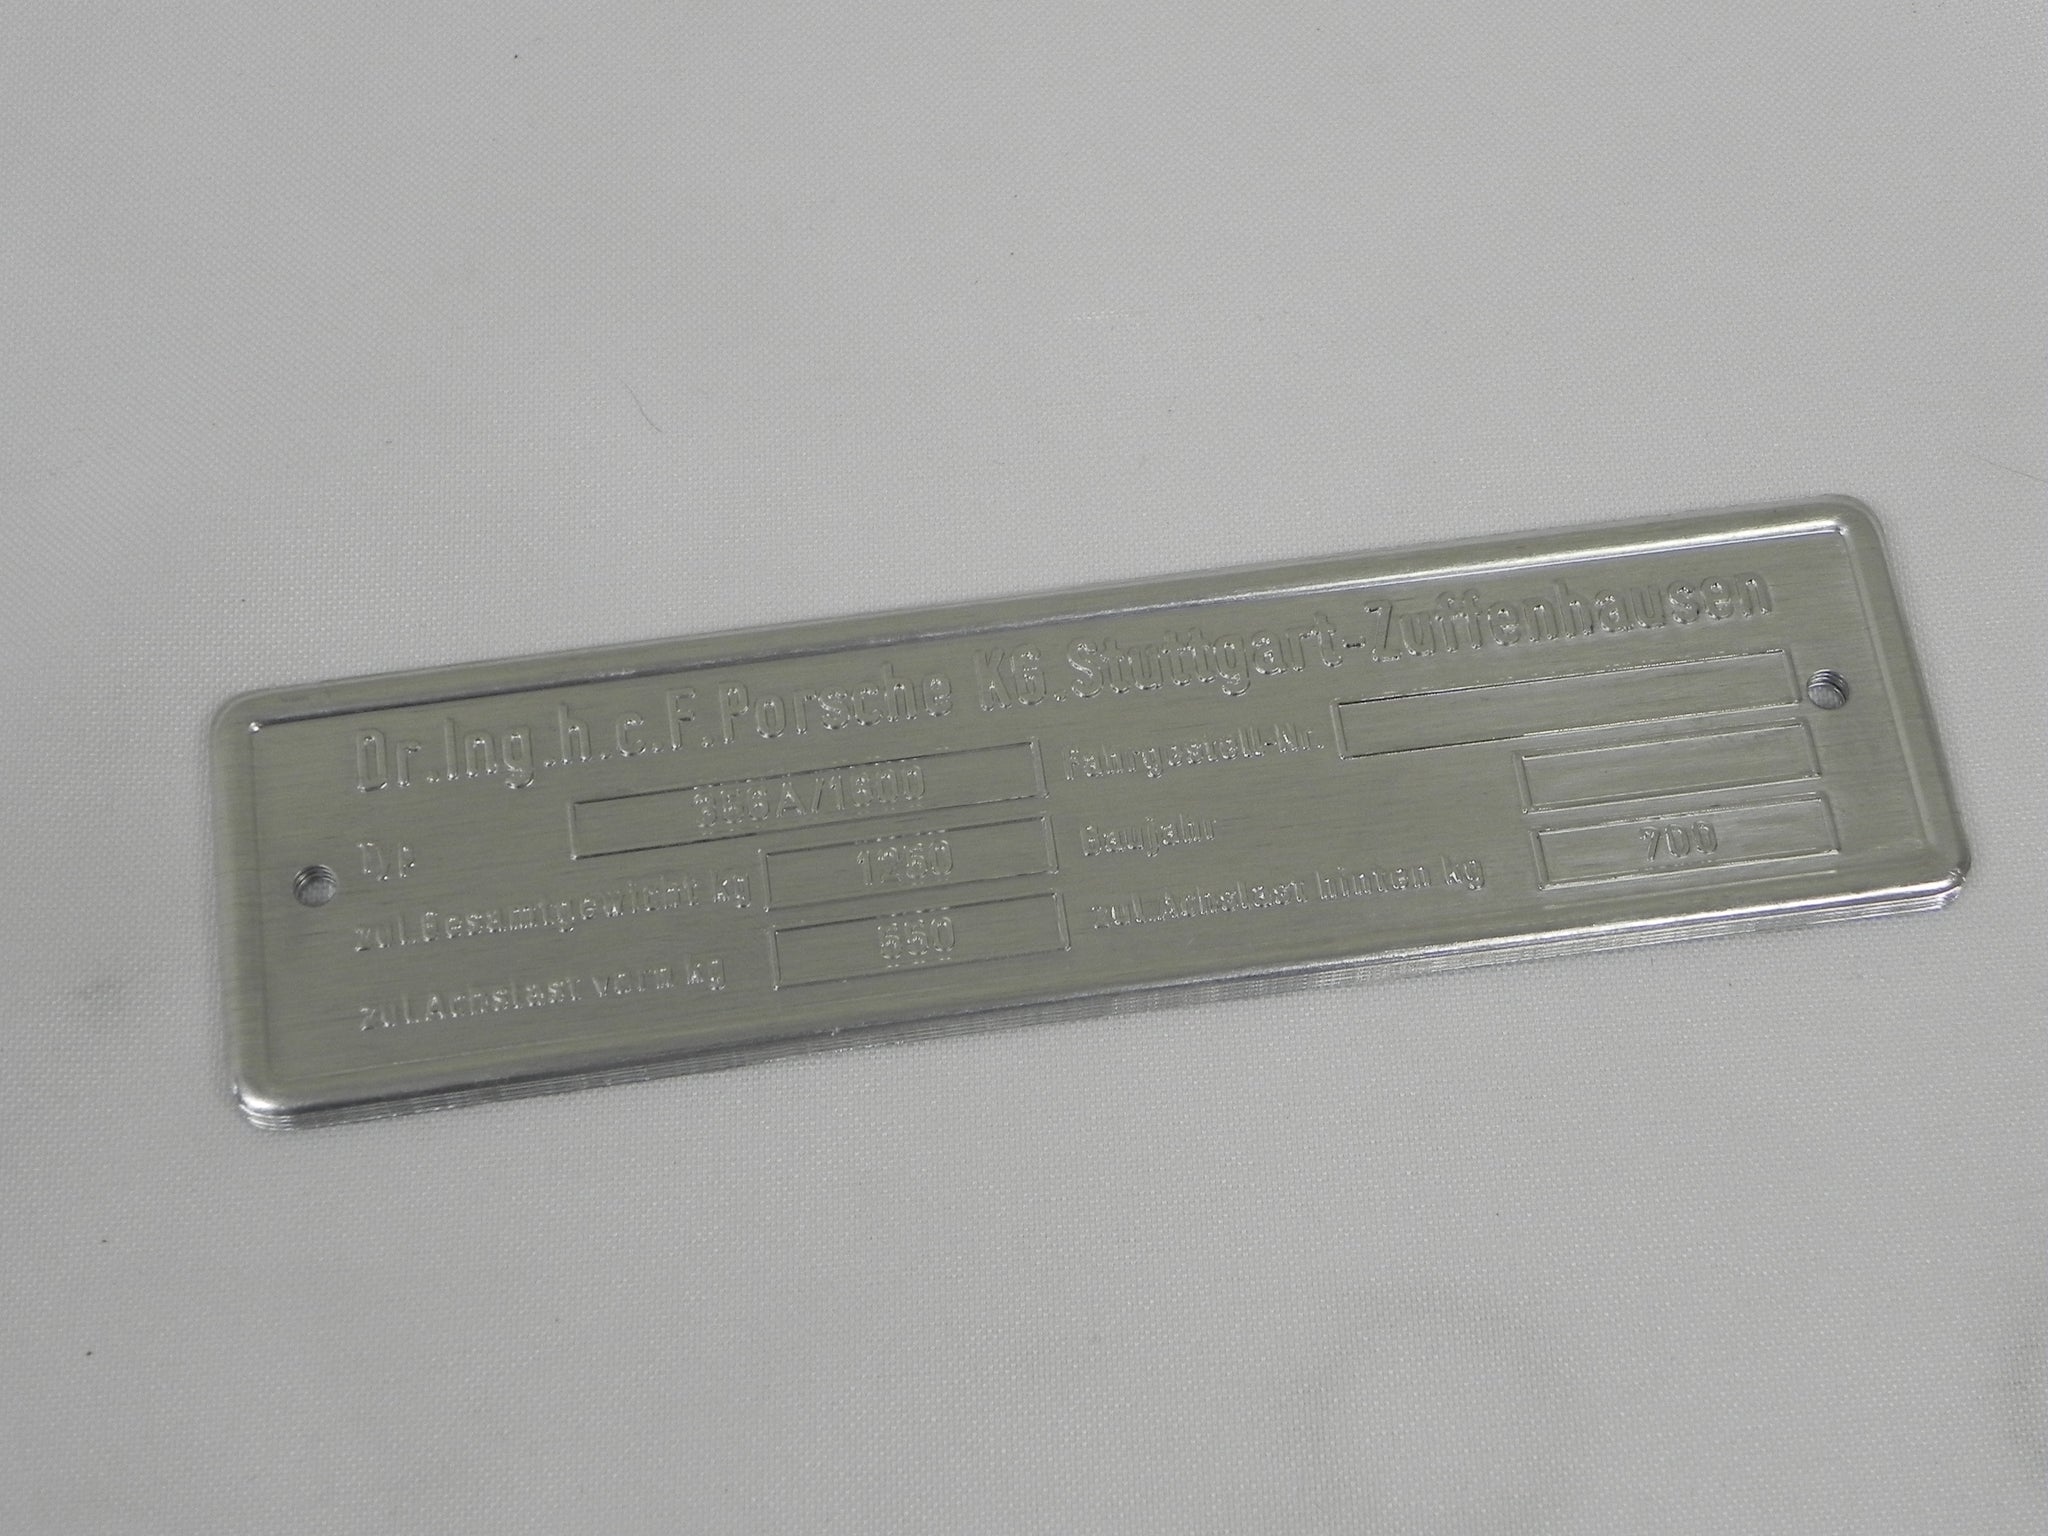 Dr.Ing.h.c.F.Porsche KG.Stuttgart-Zuffenhausen
Typ 356A/1600 Fahrgestell-Nr.
zul.Gesamtgewicht kg 1250 Baujahr
zul.Achslast vorn kg 550 zul.Achslast hinten kg 700